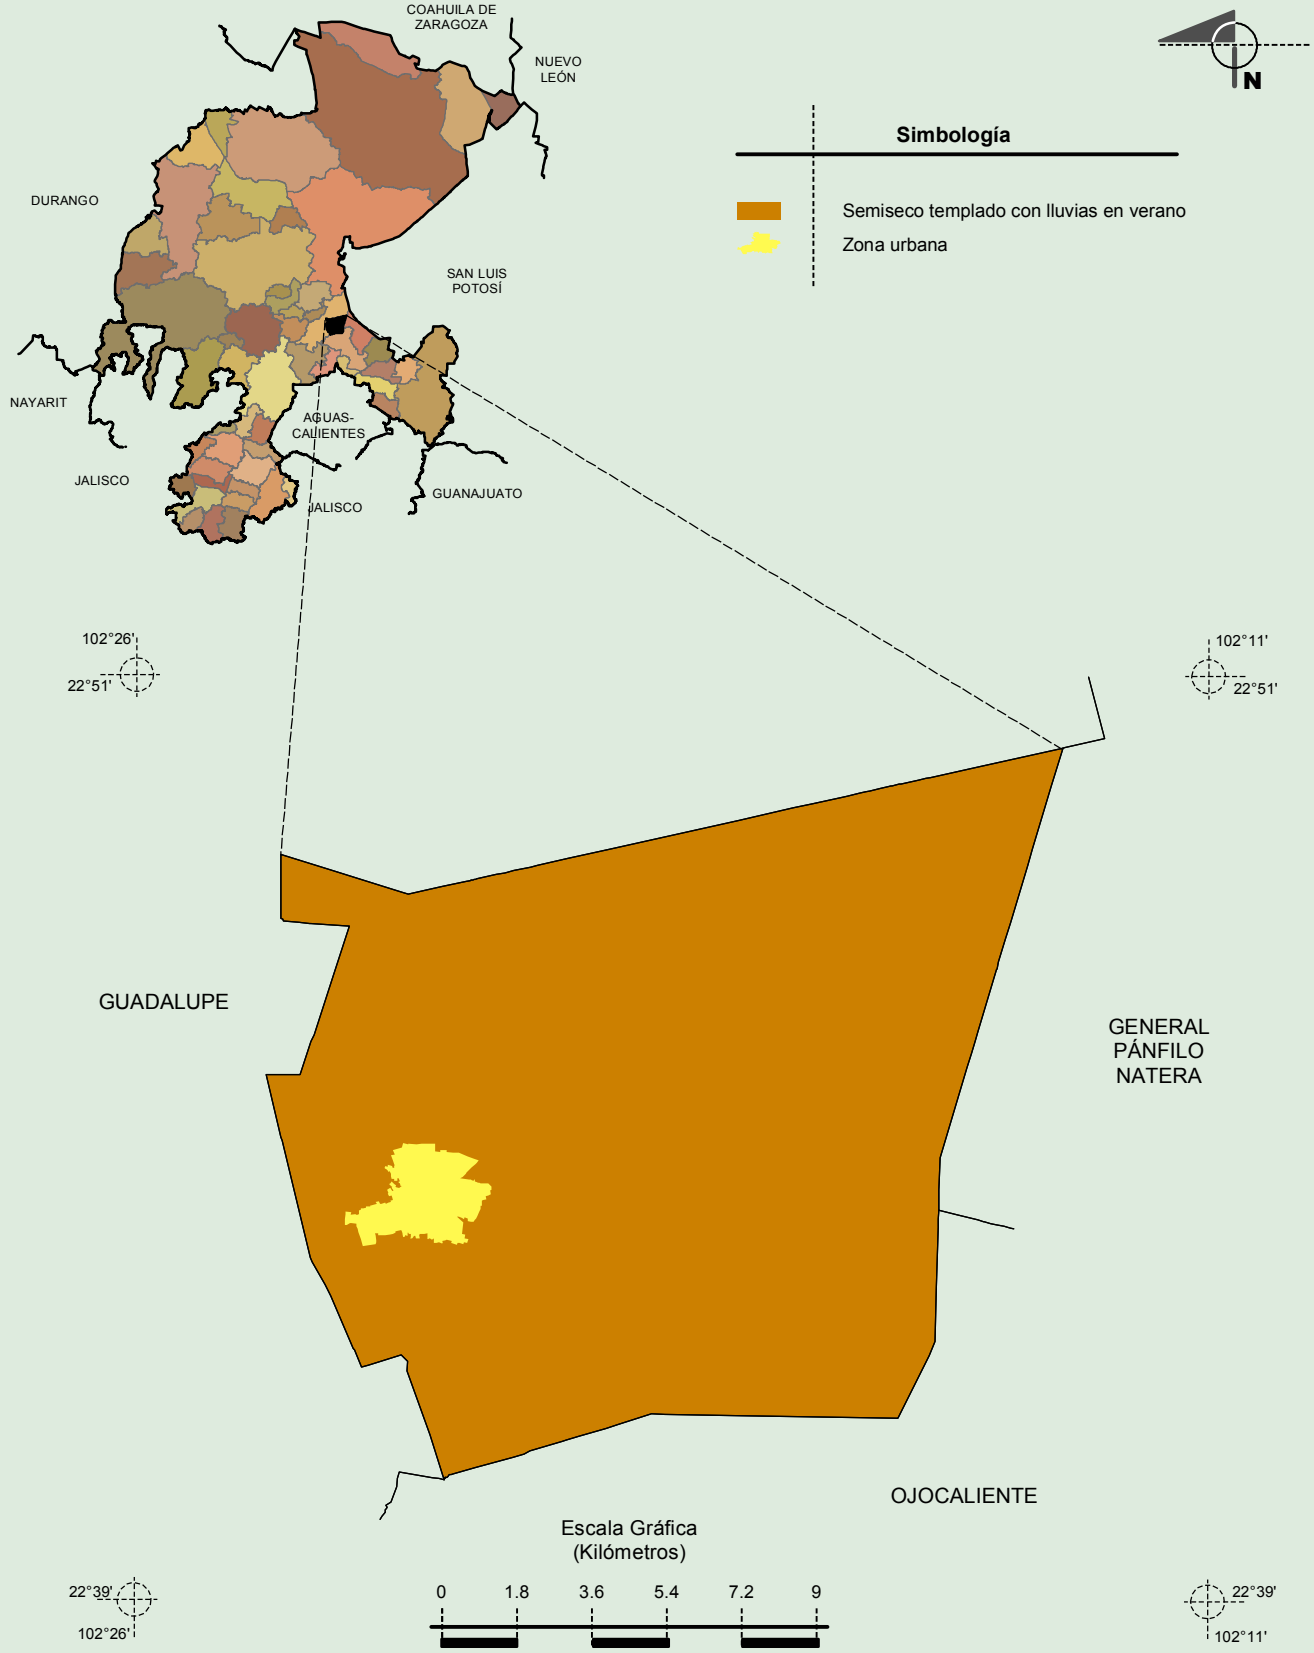 COAHUILA DE
ZARAGOZA
NUEVO
LEÓN
N
Simbología
DURANGO
Semiseco templado con lluvias en verano
Zona urbana
SAN LUIS
POTOSÍ
NAYARIT
AGUAS-
CALIENTES
JALISCO
GUANAJUATO
JALISCO
102°26'
22°51'
102°11'
22°51'
GUADALUPE
GENERAL
PÁNFILO
NATERA
OJOCALIENTE
Escala Gráfica
(Kilómetros)
0 1.8 3.6 5.4 7.2 9
22°39'
102°26'
22°39'
102°11'